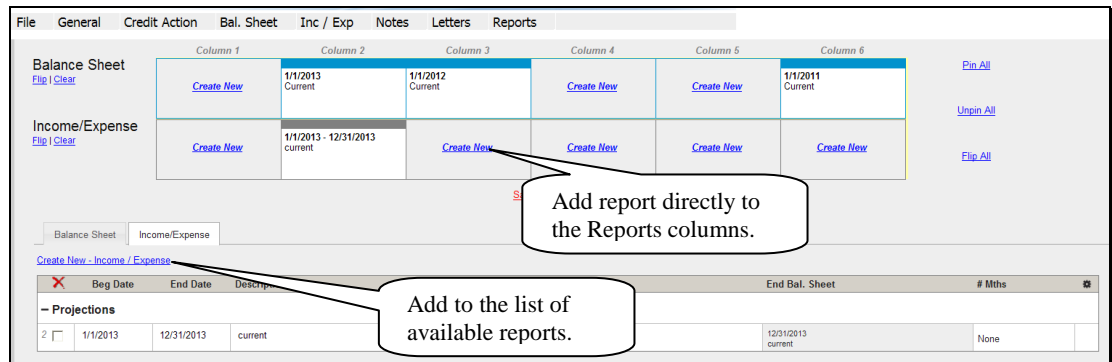 File General Credit Action Bal. Sheet Inc / Exp Notes Letters Reports
Column 1 Column 2 Column 3 Column 4 Column 5 Column 6
Balance Sheet
Flip | Clear
Create New
1/1/2013
Current
1/1/2012
Current
Create New
Create New
1/1/2011
Current
Pin All
Unpin All
Flip All
Income/Expense
Flip | Clear
Create New
1/1/2013 - 12/31/2013
current
Create New
Create New
Create New
Create New
Add report directly to
the Reports columns.
Balance Sheet Income/Expense
Create New - Income / Expense
Add to the list of
available reports.
Beg Date End Date End Bal. Sheet # Mths
− Projections
2 1/1/2013 12/31/2013 current
12/31/2013
current
None